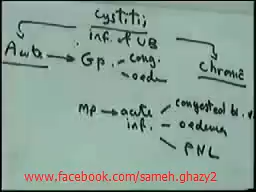 Cystitis
inf. of UB
Acute → Gp. - cong.
- oedem
chronic
MP → acute inf. - congested b.v.
- oedema
- PNL
www.facebook.com/sameh.ghazy2